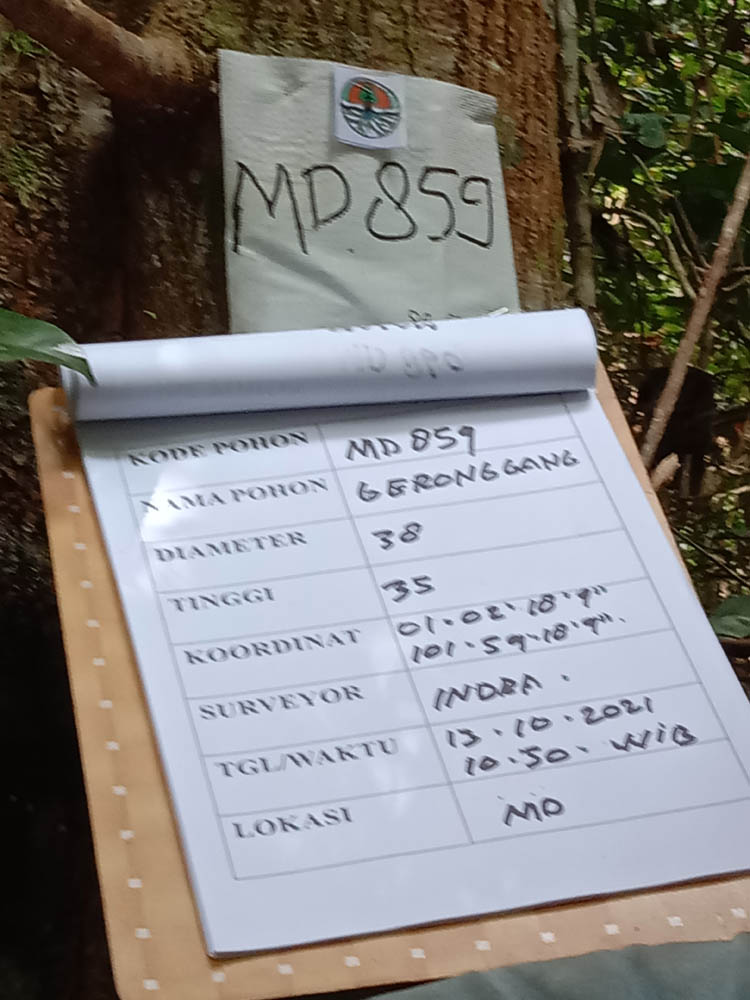 MD 859
KODE POHON MD 859
NAMA POHON GERONGGANG
DIAMETER 38
TINGGI 35
KOORDINAT 01.02.18.9"
101.59.18.9".
SURVEYOR INDRA.
TGL/WAKTU 13.10.2021
10.50. WIB
LOKASI MD